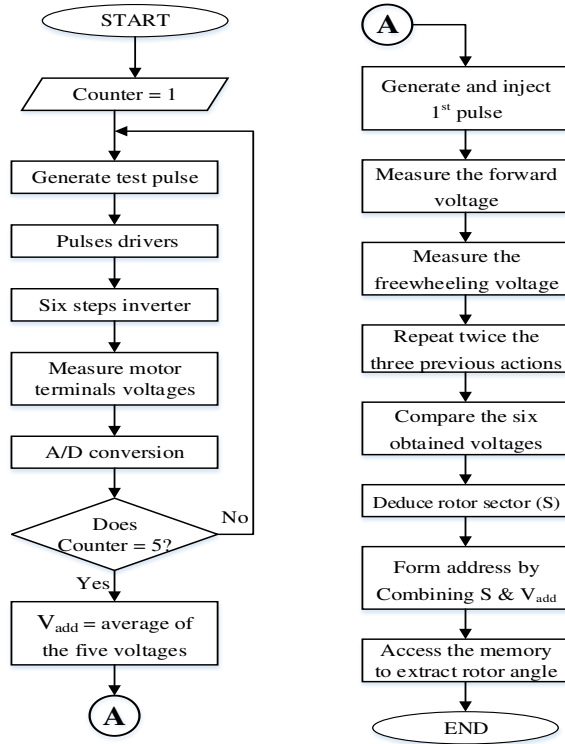 START
Counter = 1
Generate test pulse
Pulses drivers
Six steps inverter
Measure motor
terminals voltages
A/D conversion
Does
Counter = 5?
No
Yes
Vadd = average of
the five voltages
A
A
Generate and inject
1st pulse
Measure the forward
voltage
Measure the
freewheeling voltage
Repeat twice the
three previous actions
Compare the six
obtained voltages
Deduce rotor sector (S)
Form address by
Combining S & Vadd
Access the memory
to extract rotor angle
END